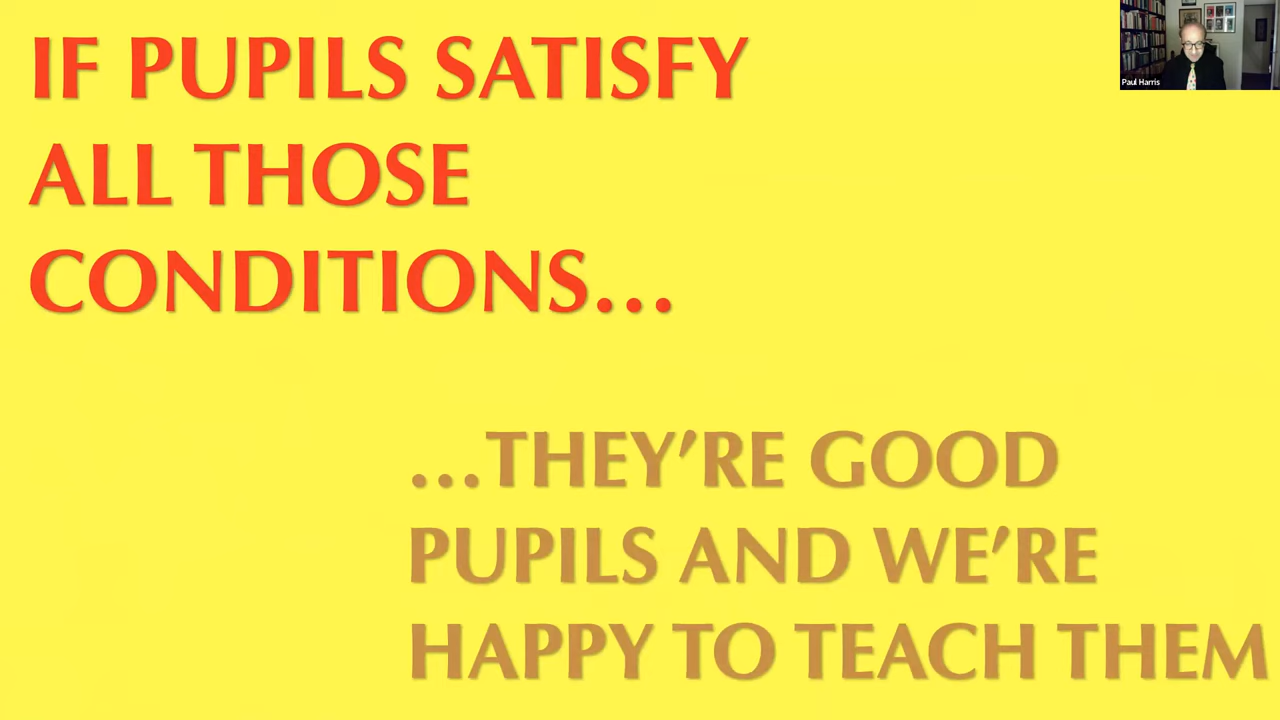 IF PUPILS SATISFY
ALL THOSE
CONDITIONS...
...THEY'RE GOOD
PUPILS AND WE'RE
HAPPY TO TEACH THEM
Paul Harris